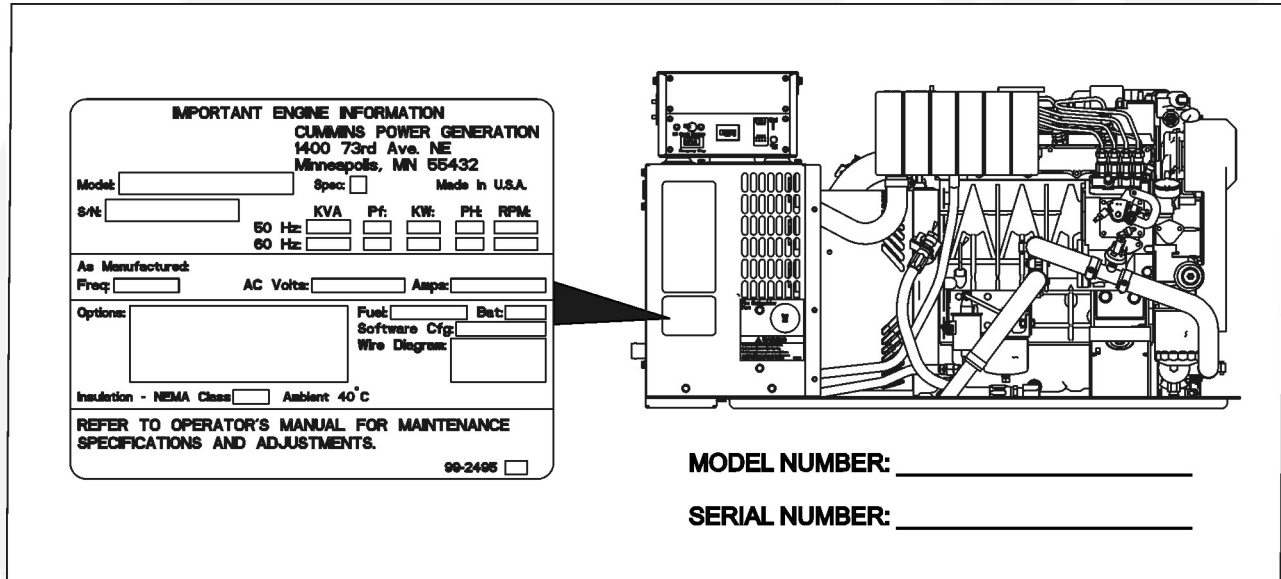 IMPORTANT ENGINE INFORMATION
CUMMINS POWER GENERATION
1400 73rd Ave. NE
Minneapolis, MN 55432
Model: Spec: Made in U.S.A.
S/N: KVA Pf: KW: PH: RPM:
50 Hz:
60 Hz:
As Manufactured:
Freq: AC Volts: Amps:
Options: Fuel: Bat:
Software Cfg:
Wire Diagram:
Insulation - NEMA Class Ambient 40°C
REFER TO OPERATOR'S MANUAL FOR MAINTENANCE
SPECIFICATIONS AND ADJUSTMENTS.
99-2495
MODEL NUMBER:
SERIAL NUMBER: